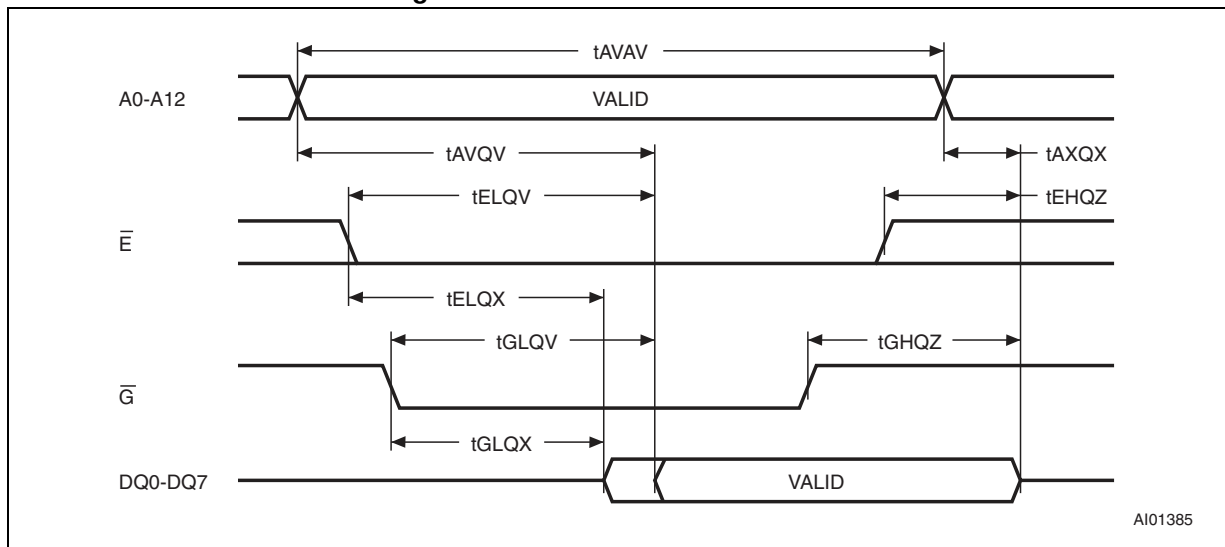 tAVAV
A0-A12
VALID
tAVQV
tAXQX
tELQV
tEHQZ
E̅
tELQX
tGLQV
tGHQZ
G̅
tGLQX
DQ0-DQ7
VALID
AI01385